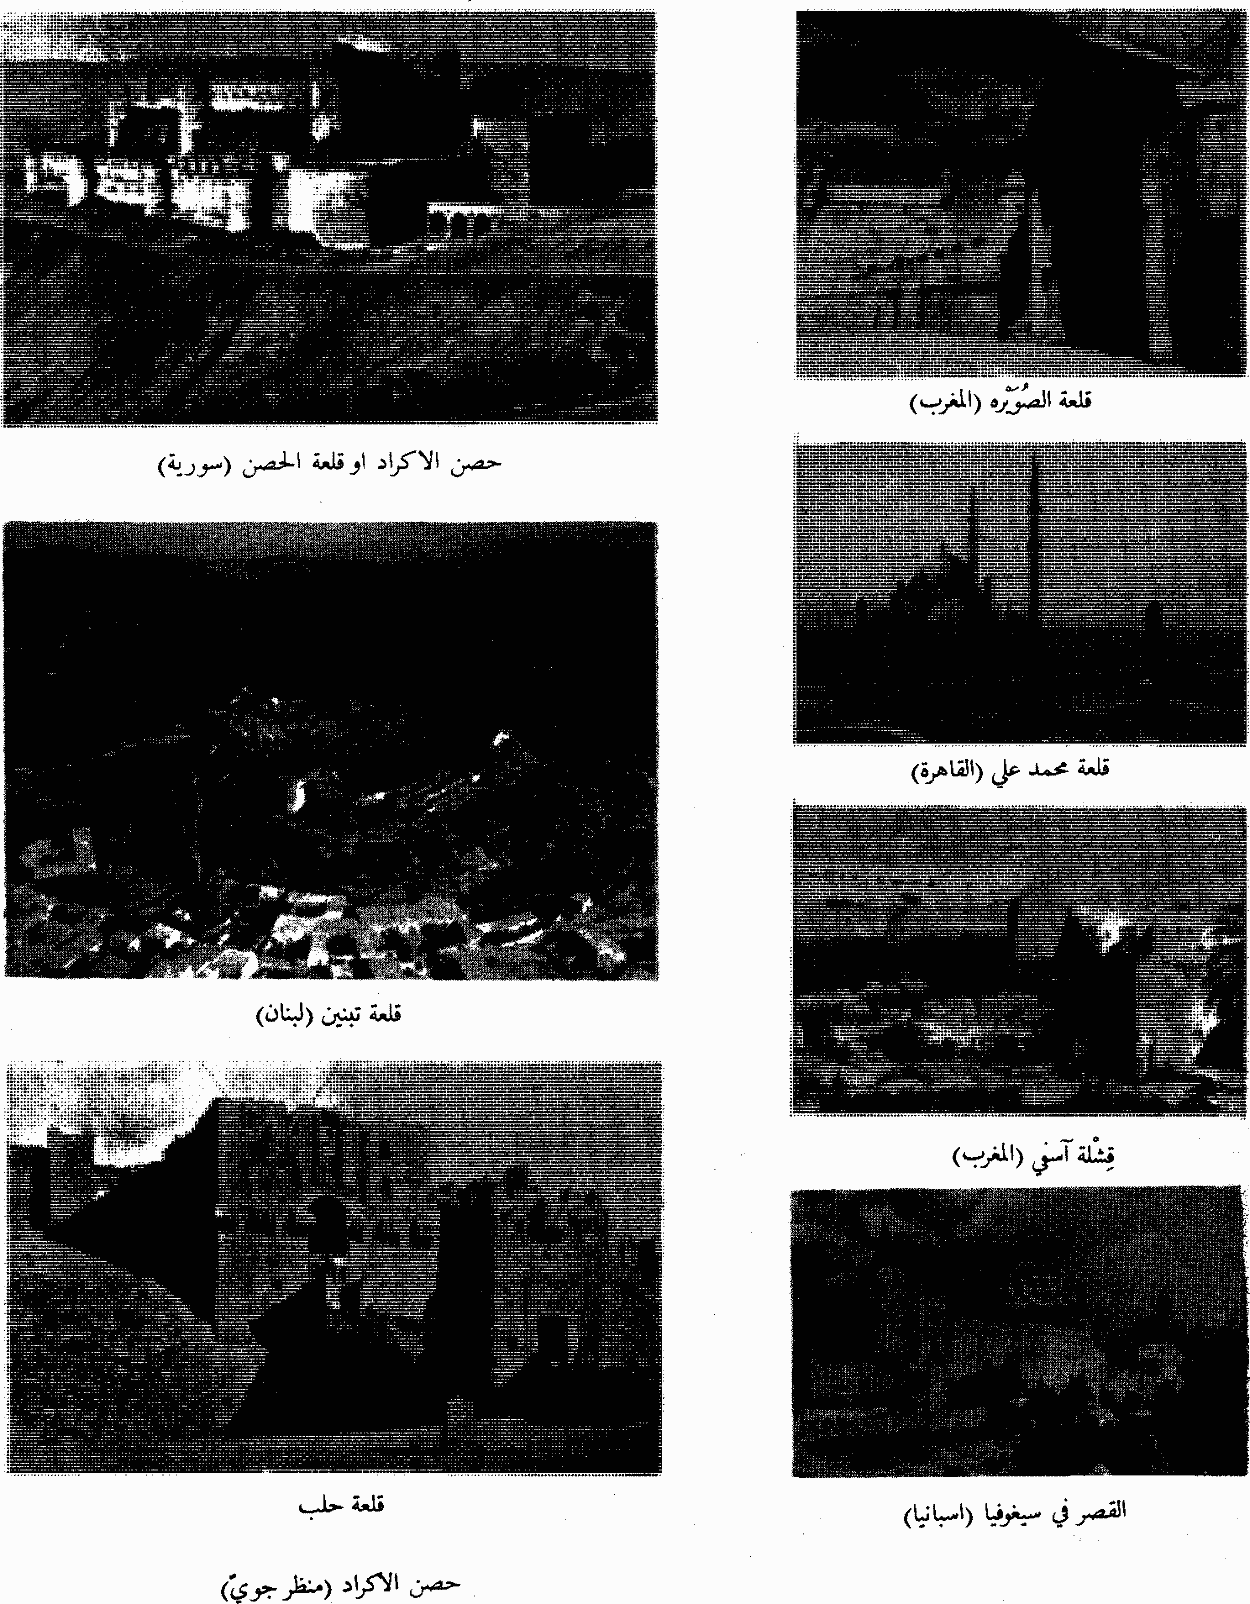 قلعة الصُوَيْره (المغرب)
حصن الاكراد او قلعة الحصن (سورية)
قلعة محمد علي (القاهرة)
قلعة تبنين (لبنان)
قِشْلة آسفي (المغرب)
قلعة حلب
القصر في سيغوفيا (اسبانيا)
حصن الاكراد (منظر جويّ)